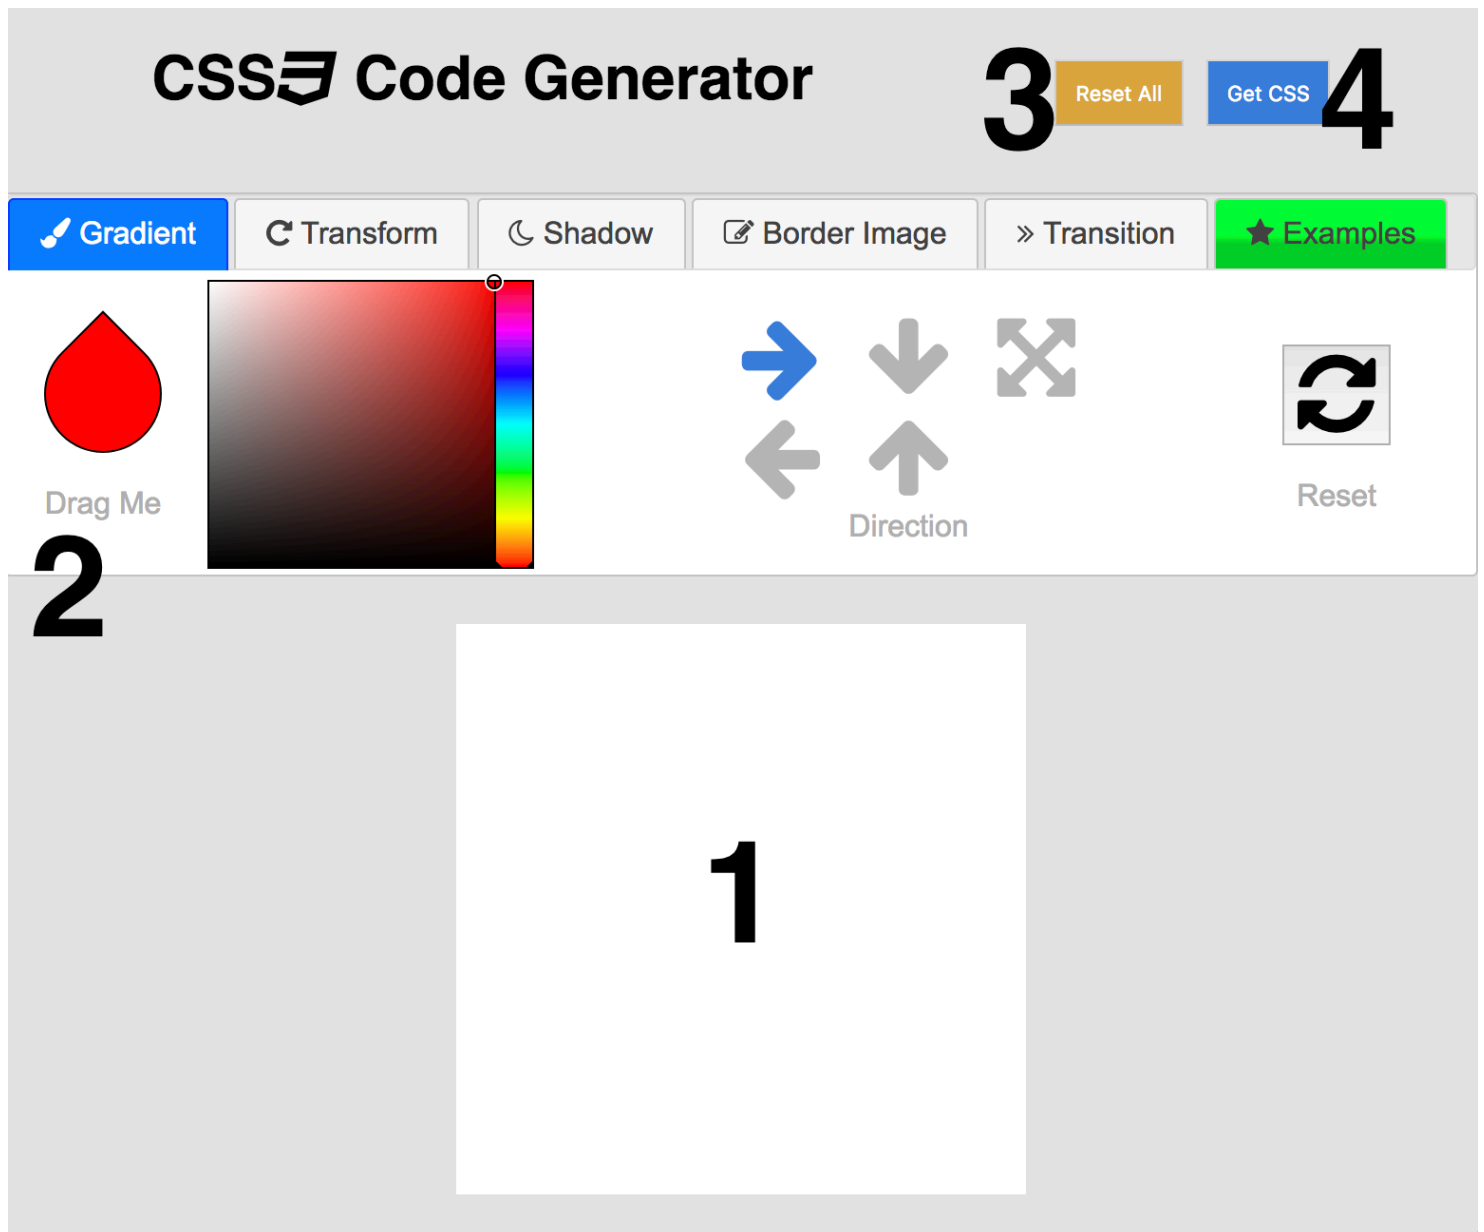 CSS3 Code Generator
3 Reset All Get CSS 4
Gradient Transform Shadow Border Image Transition Examples
Drag Me
Direction
Reset
2
1